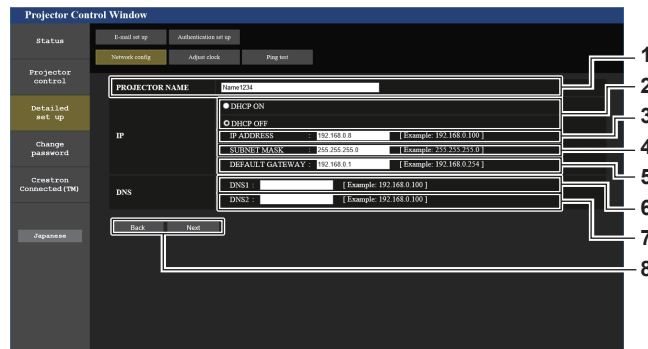 Projector Control Window
Status
E-mail set up
Authentication set up
Network config
Adjust clock
Ping test
Projector control
Detailed set up
Change password
Crestron Connected(TM)
Japanese
PROJECTOR NAME
Name1234
IP
DHCP ON
DHCP OFF
IP ADDRESS : 192.168.0.8 [ Example: 192.168.0.100 ]
SUBNET MASK : 255.255.255.0 [ Example: 255.255.255.0 ]
DEFAULT GATEWAY : 192.168.0.1 [ Example: 192.168.0.254 ]
DNS
DNS1 : [ Example: 192.168.0.100 ]
DNS2 : [ Example: 192.168.0.100 ]
Back Next
1
2
3
4
5
6
7
8